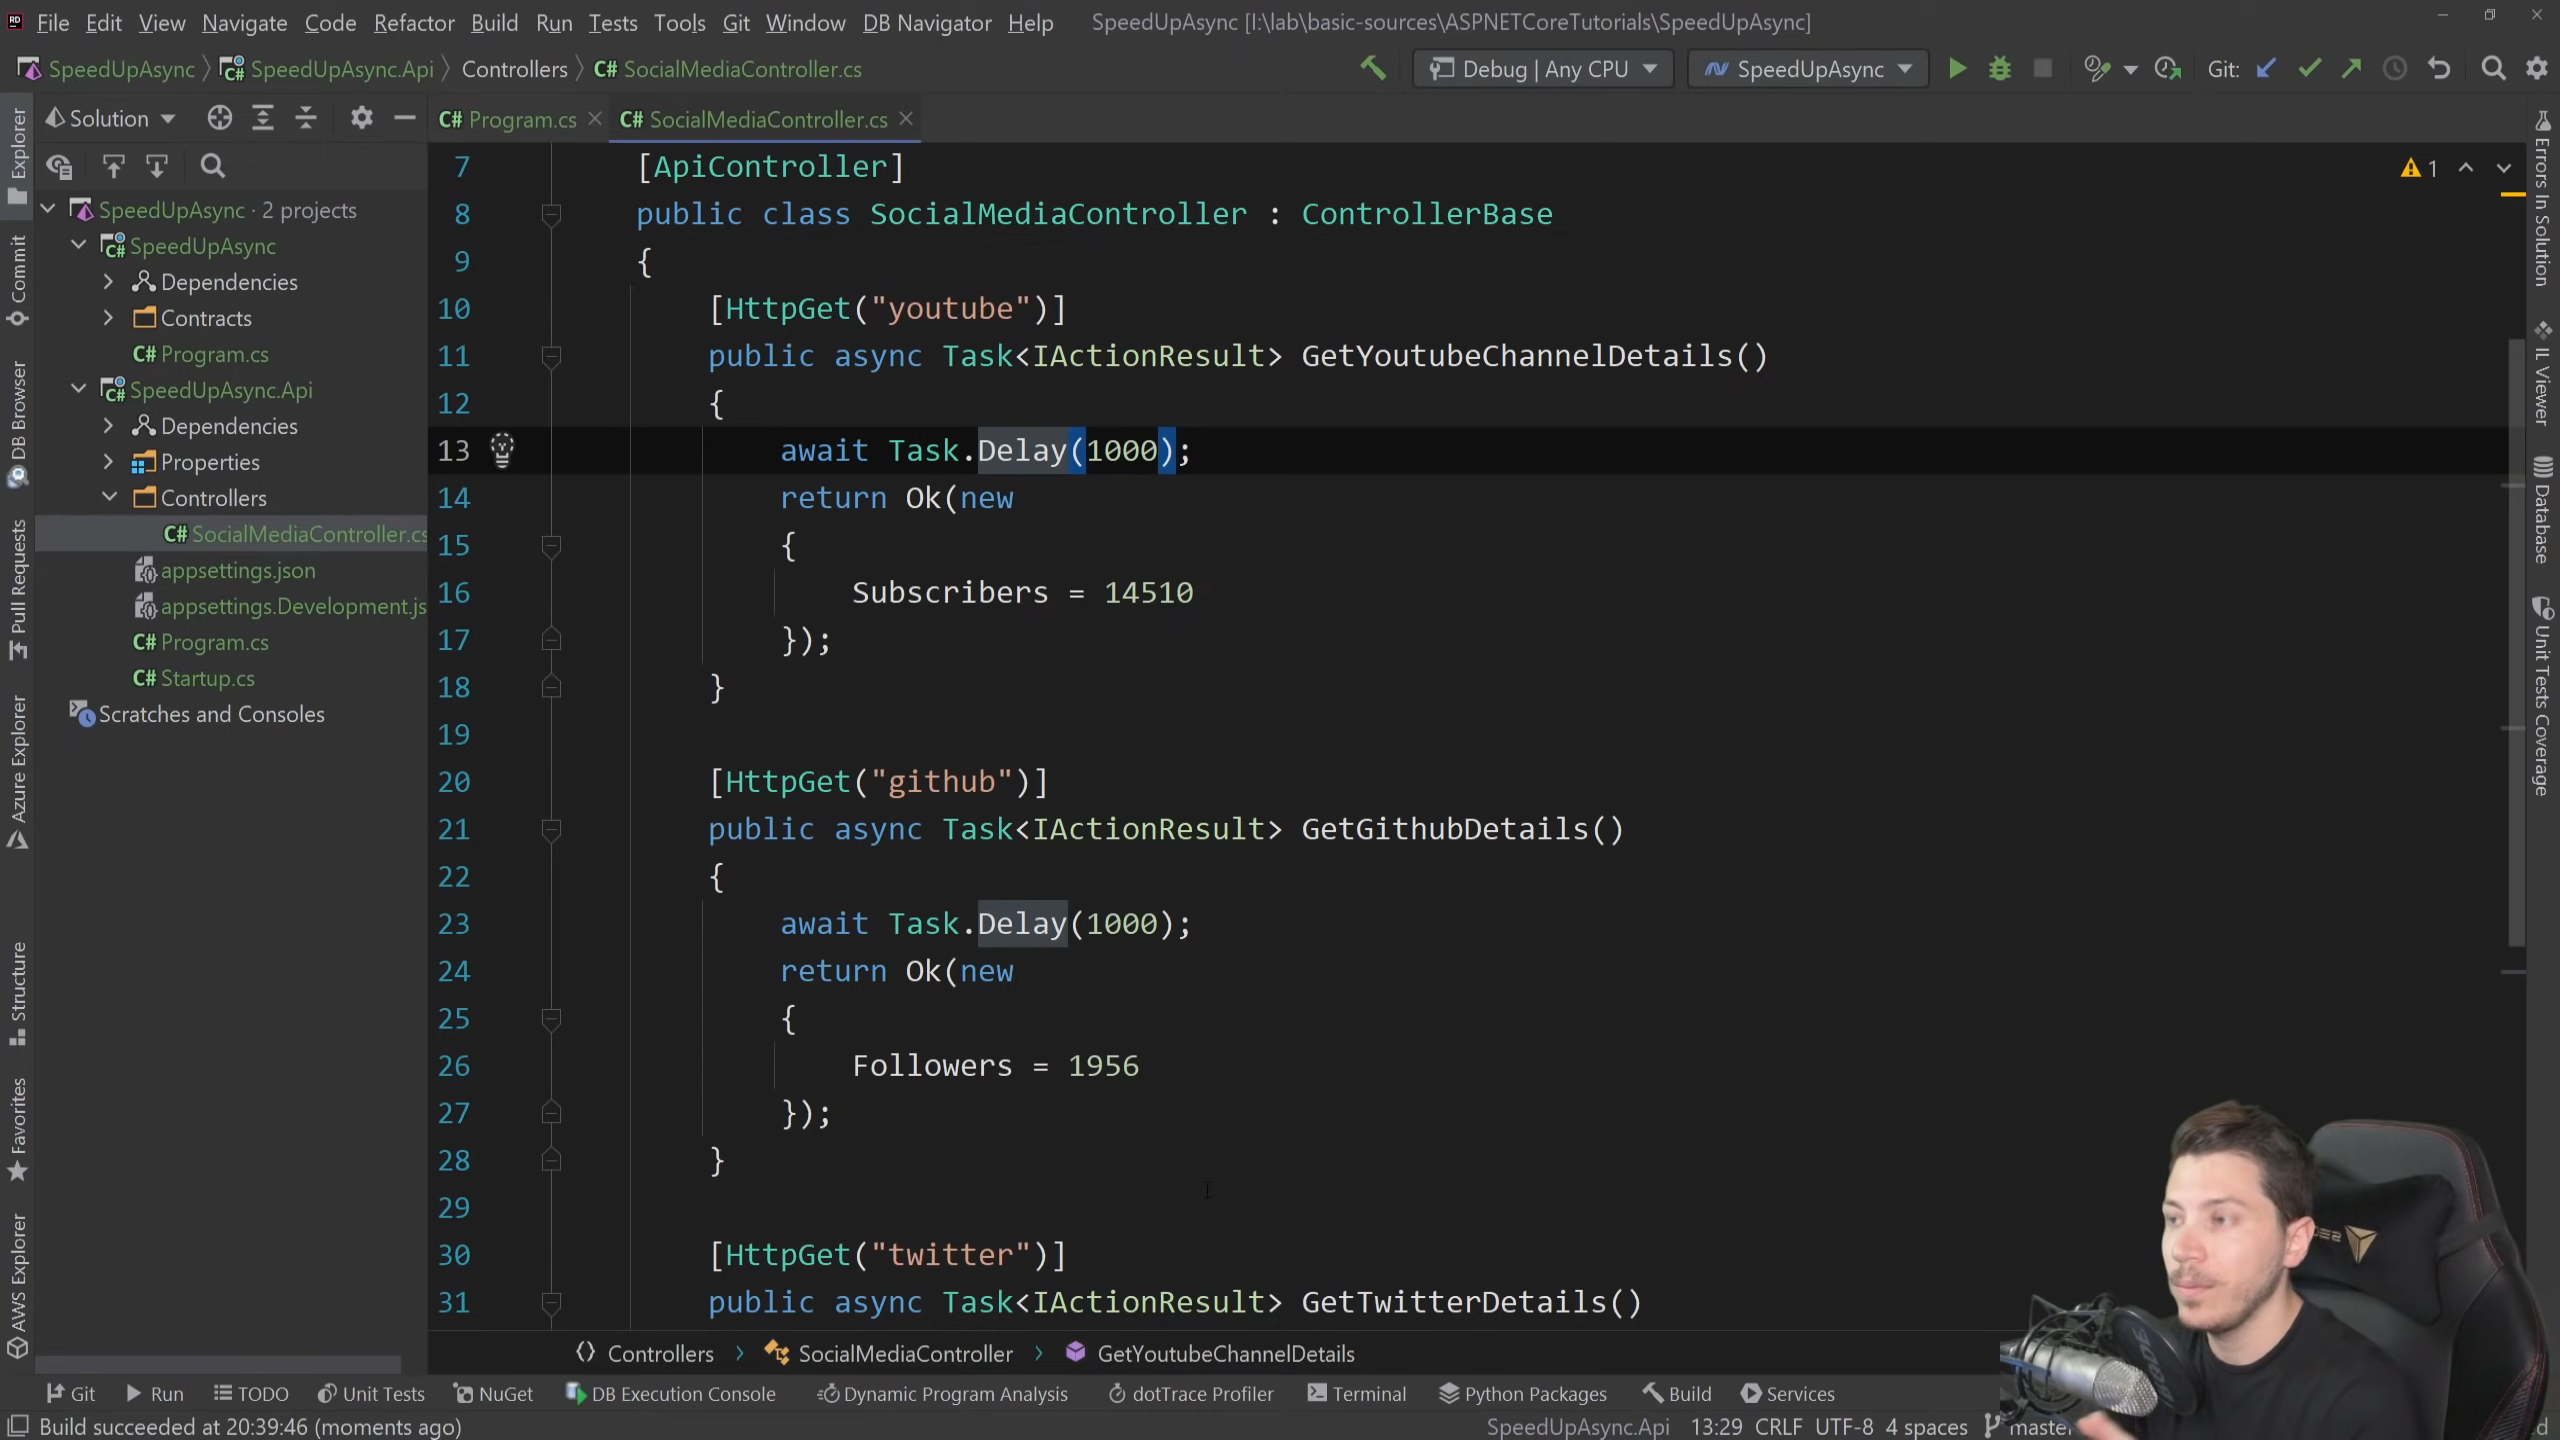 File Edit View Navigate Code Refactor Build Run Tests Tools Git Window DB Navigator Help SpeedUpAsync [I:\lab\basic-sources\ASPNETCoreTutorials\SpeedUpAsync]
SpeedUpAsync SpeedUpAsync.Api Controllers C# SocialMediaController.cs Debug | Any CPU SpeedUpAsync Git:
Solution C# Program.cs C# SocialMediaController.cs
SpeedUpAsync · 2 projects
SpeedUpAsync
Dependencies
Contracts
C# Program.cs
SpeedUpAsync.Api
Dependencies
Properties
Controllers
C# SocialMediaController.cs
appsettings.json
appsettings.Development.js
C# Program.cs
C# Startup.cs
Scratches and Consoles
Explorer
Commit
DB Browser
Pull Requests
Azure Explorer
Structure
Favorites
AWS Explorer
7 [ApiController]
8 public class SocialMediaController : ControllerBase
9 {
10 [HttpGet("youtube")]
11 public async Task<IActionResult> GetYoutubeChannelDetails()
12 {
13 await Task.Delay(1000);
14 return Ok(new
15 {
16 Subscribers = 14510
17 });
18 }
19
20 [HttpGet("github")]
21 public async Task<IActionResult> GetGithubDetails()
22 {
23 await Task.Delay(1000);
24 return Ok(new
25 {
26 Followers = 1956
27 });
28 }
29
30 [HttpGet("twitter")]
31 public async Task<IActionResult> GetTwitterDetails()
1
Errors In Solution
IL Viewer
Database
Unit Tests Coverage
Controllers SocialMediaController GetYoutubeChannelDetails
Git Run TODO Unit Tests NuGet DB Execution Console Dynamic Program Analysis dotTrace Profiler Terminal Python Packages Build Services
Build succeeded at 20:39:46 (moments ago) SpeedUpAsync.Api 13:29 CRLF UTF-8 4 spaces master